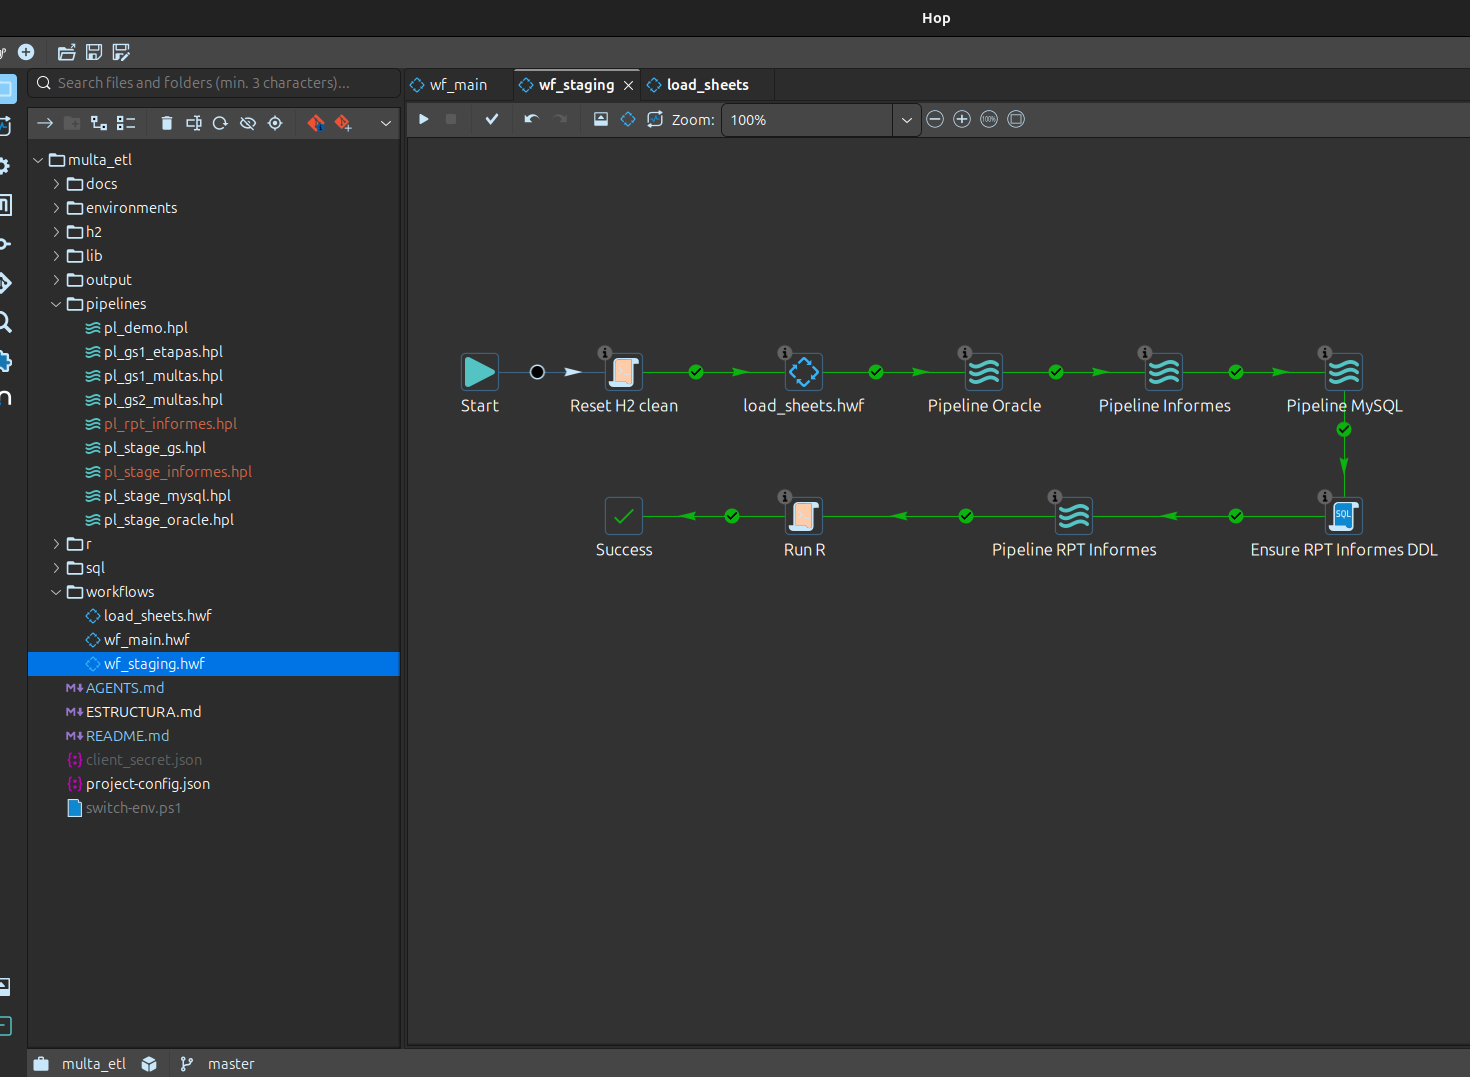 Hop
Search files and folders (min. 3 characters)...
wf_main
wf_staging
load_sheets
Zoom:
100%
100%
multa_etl
docs
environments
h2
lib
output
pipelines
pl_demo.hpl
pl_gs1_etapas.hpl
pl_gs1_multas.hpl
pl_gs2_multas.hpl
pl_rpt_informes.hpl
pl_stage_gs.hpl
pl_stage_informes.hpl
pl_stage_mysql.hpl
pl_stage_oracle.hpl
r
sql
workflows
load_sheets.hwf
wf_main.hwf
wf_staging.hwf
AGENTS.md
ESTRUCTURA.md
README.md
client_secret.json
project-config.json
switch-env.ps1
Start
Reset H2 clean
load_sheets.hwf
Pipeline Oracle
Pipeline Informes
Pipeline MySQL
SQL
Success
Run R
Pipeline RPT Informes
Ensure RPT Informes DDL
multa_etl
master